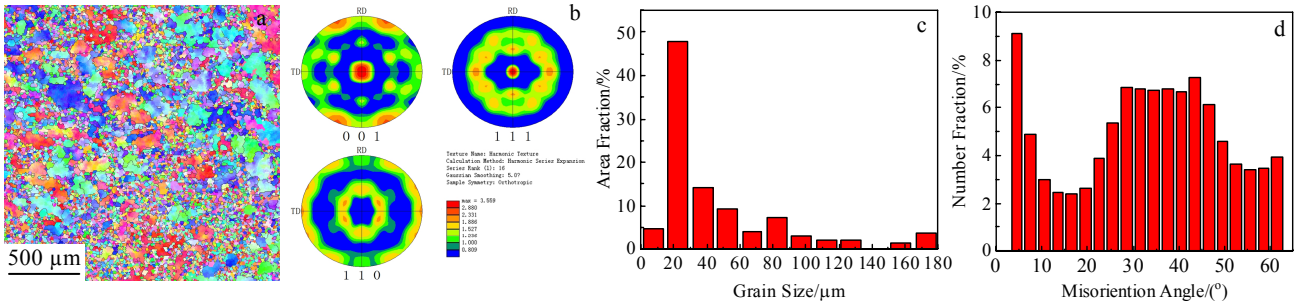 a
500 µm
b
RD
TD
0 0 1
RD
TD
1 1 1
RD
TD
1 1 0
Texture Name: Harmonic Texture
Calculation Method: Harmonic Series Expansion
Series Rank (l): 16
Gaussian Smoothing: 5.0?
Sample Symmetry: Orthotropic
max = 3.559
2.880
2.331
1.886
1.527
1.236
1.000
0.809
c
Area Fraction/%
50
40
30
20
10
0
0 20 40 60 80 100 120 140 160 180
Grain Size/µm
d
Number Fraction/%
10
8
6
4
2
0
0 10 20 30 40 50 60
Misoriention Angle/(o)